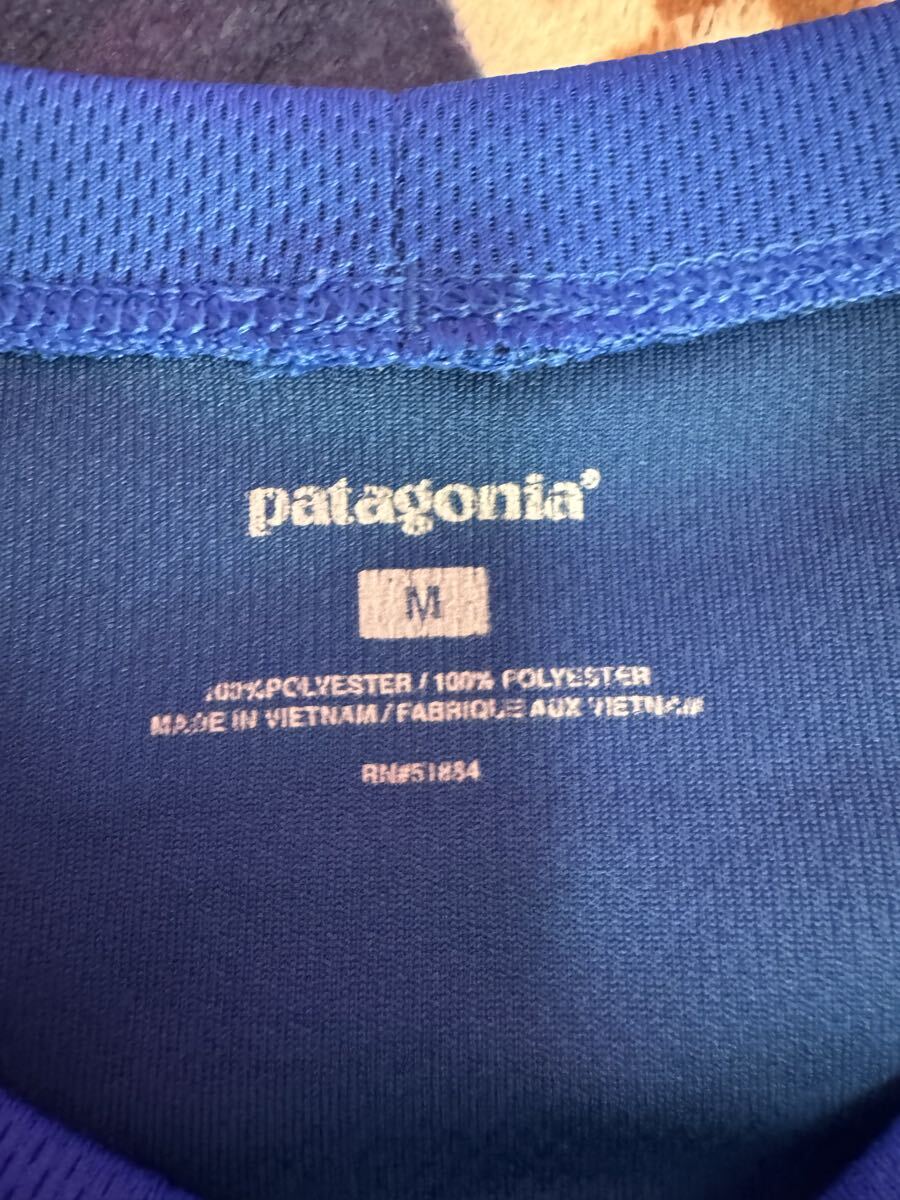 patagonia
M
100% POLYESTER / 100% POLYESTER
MADE IN VIETNAM / FABRIQUE AUX VIETNAM
RN#51884